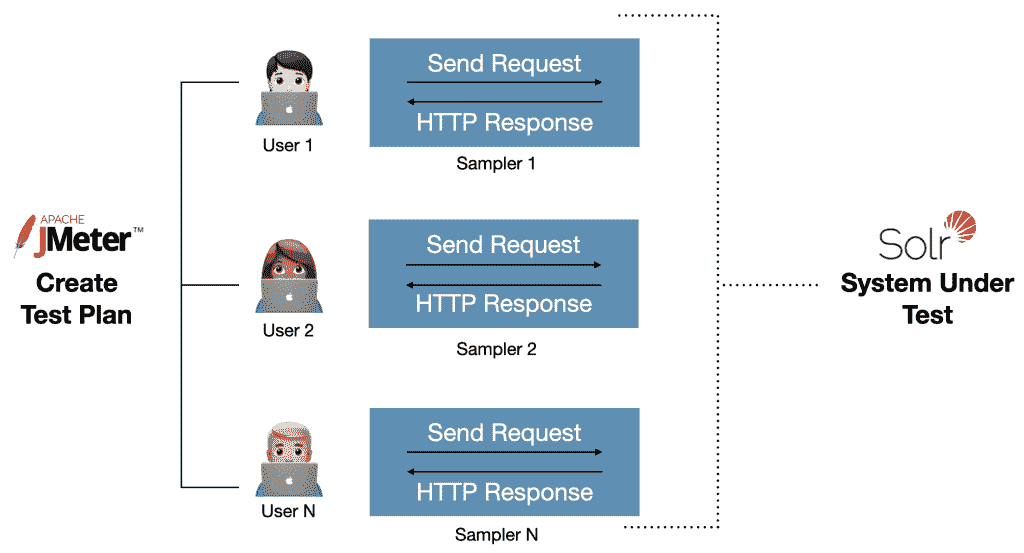 Send Request
HTTP Response
User 1
Sampler 1
APACHE
JMeter™
Create
Test Plan
Send Request
HTTP Response
User 2
Sampler 2
Solr
System Under
Test
Send Request
HTTP Response
User N
Sampler N